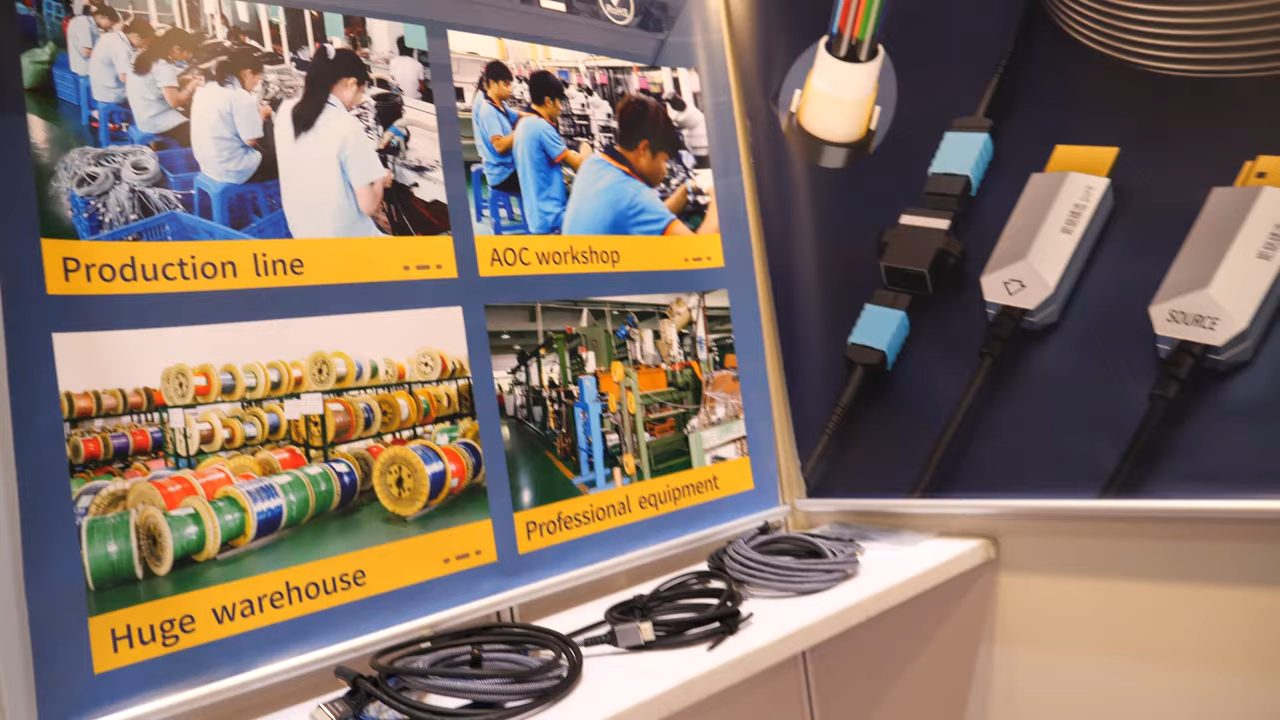 Production line
AOC workshop
Huge warehouse
Professional equipment
SOURCE